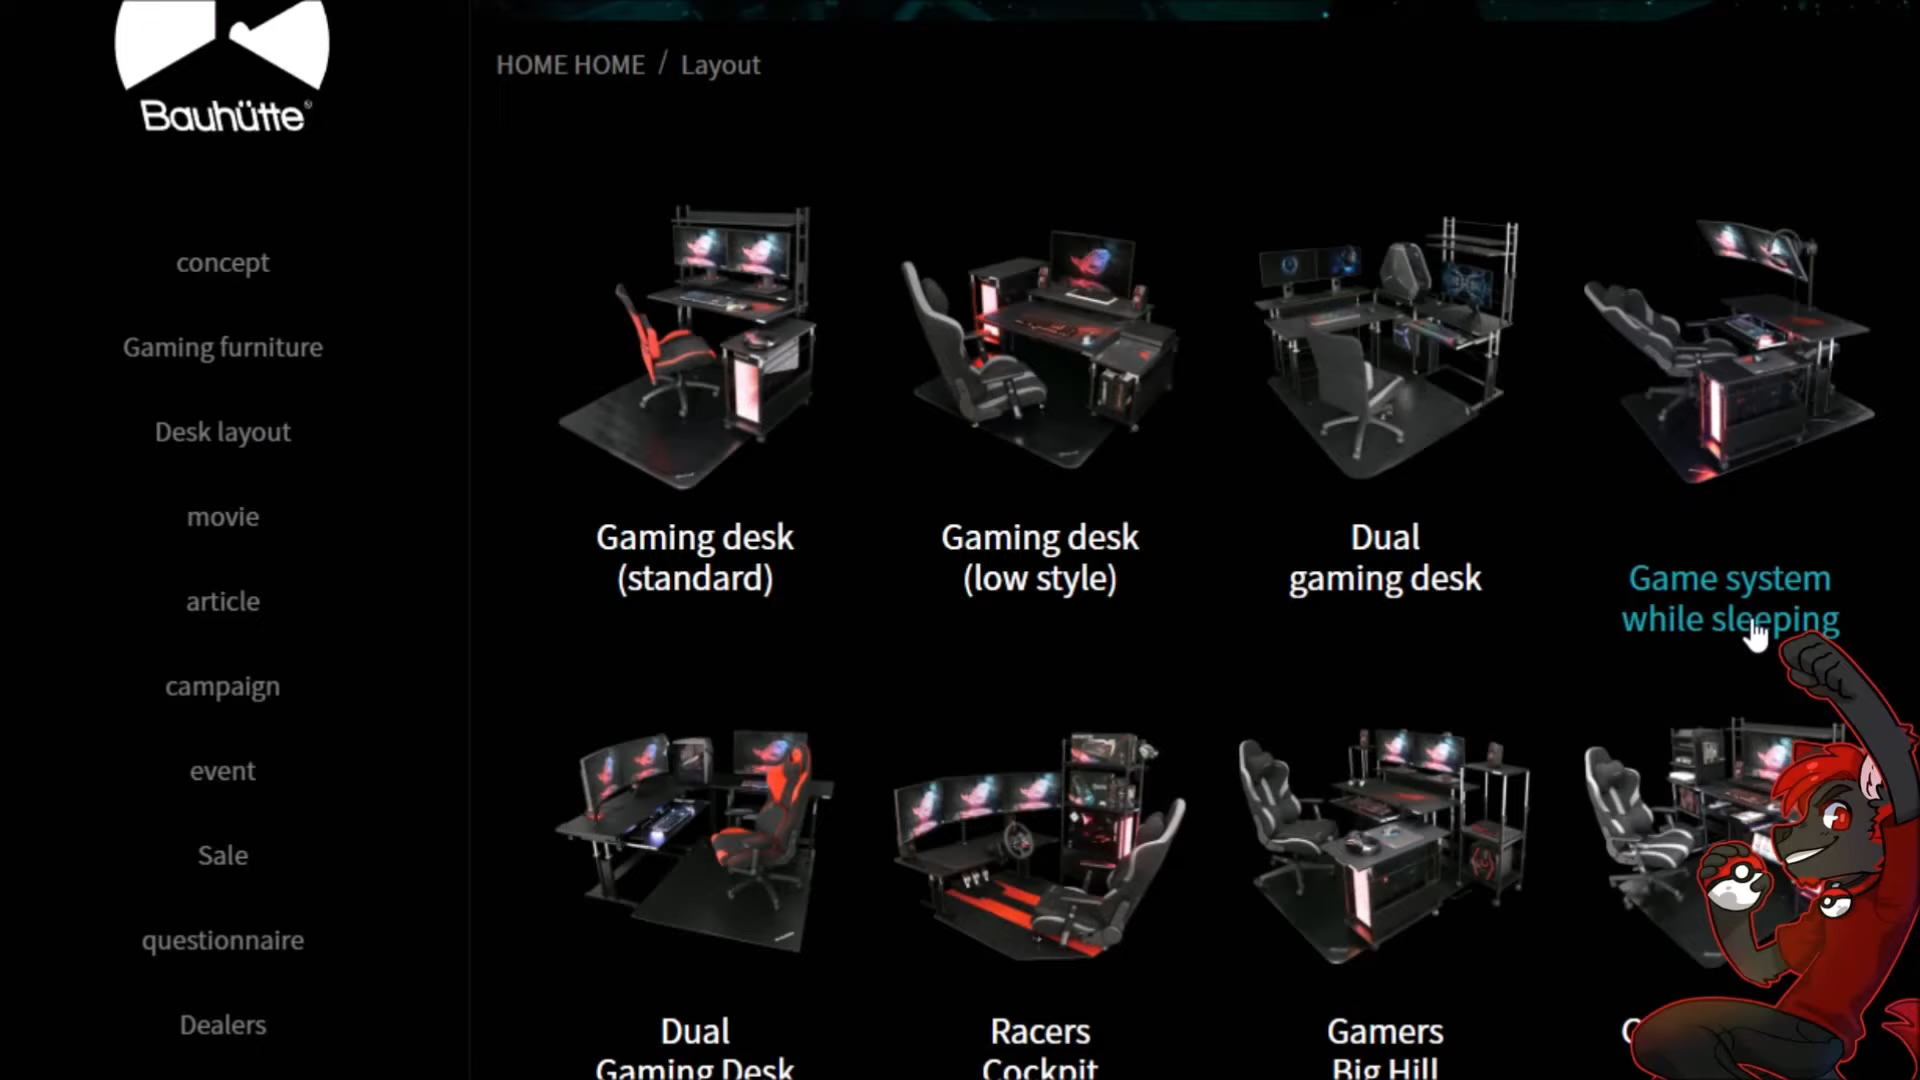 Bauhütte®
HOME HOME / Layout
concept
Gaming furniture
Desk layout
movie
article
campaign
event
Sale
questionnaire
Dealers
Gaming desk
(standard)
Gaming desk
(low style)
Dual
gaming desk
Game system
while sleeping
Dual
Gaming Desk
Racers
Cockpit
Gamers
Big Hill